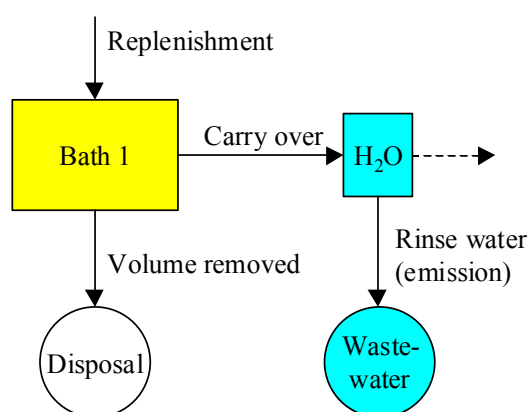 Replenishment
Bath 1
Carry over
H₂O
Volume removed
Rinse water
(emission)
Disposal
Waste-
water